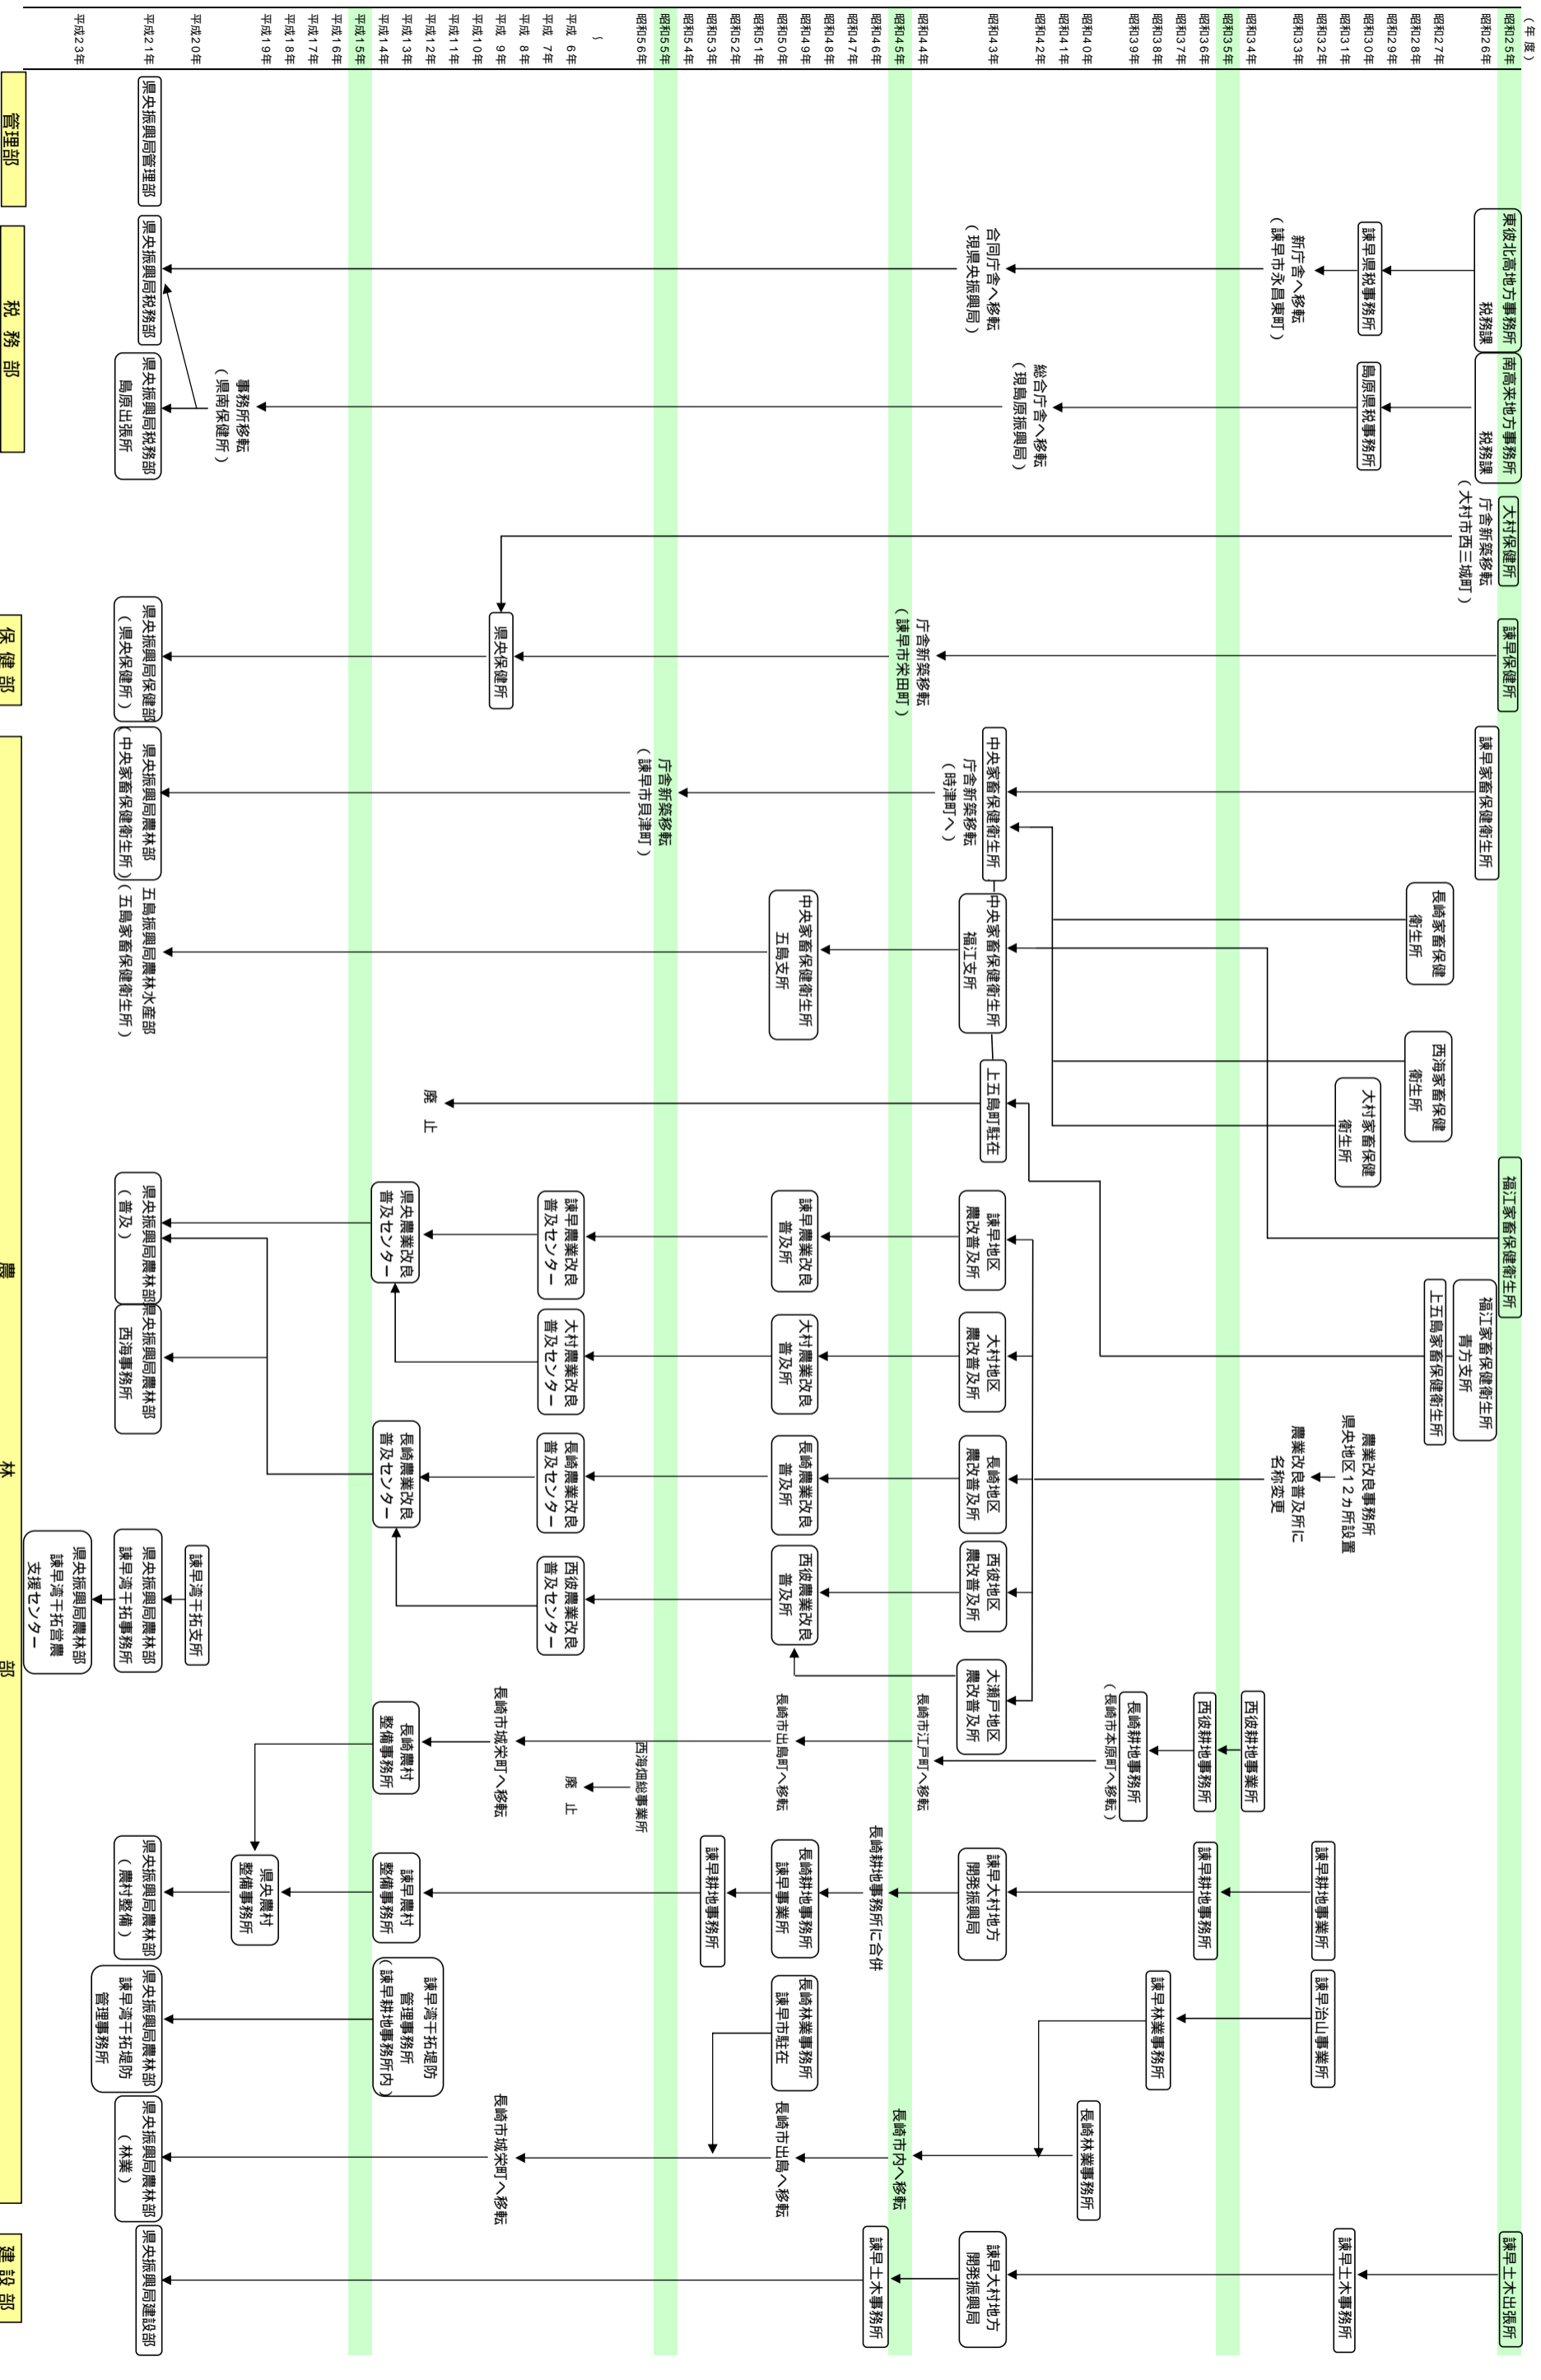 （年 度）
昭和25年
昭和26年
昭和27年
昭和28年
昭和29年
昭和30年
昭和31年
昭和32年
昭和33年
昭和34年
昭和35年
昭和36年
昭和37年
昭和38年
昭和39年
昭和40年
昭和41年
昭和42年
昭和43年
昭和44年
昭和45年
昭和46年
昭和47年
昭和48年
昭和49年
昭和50年
昭和51年
昭和52年
昭和53年
昭和54年
昭和55年
昭和56年
～
平成 6年
平成 7年
平成 8年
平成 9年
平成10年
平成11年
平成12年
平成13年
平成14年
平成15年
平成16年
平成17年
平成18年
平成19年
平成20年
平成21年
平成23年
県央振興局管理部
管理部
東彼北高地方事務所
税務課
諫早県税事務所
新庁舎へ移転
（諫早市永昌東町）
合同庁舎へ移転
（現県央振興局）
県央振興局税務部
南高来地方事務所
税務課
島原県税事務所
総合庁舎へ移転
（現島原振興局）
事務所移転
（県南保健所）
県央振興局税務部
島原出張所
税 務 部
大村保健所
庁舎新築移転
（大村市西三城町）
諫早保健所
庁舎新築移転
（諫早市栄田町）
県央保健所
県央振興局保健部
（県央保健所）
保 健 部
諫早家畜保健衛生所
中央家畜保健衛生所
庁舎新築移転
（時津町へ）
庁舎新築移転
（諫早市貝津町）
県央振興局農林部
（中央家畜保健衛生所）
長崎家畜保健
衛生所
中央家畜保健衛生所
福江支所
中央家畜保健衛生所
五島支所
五島振興局農林水産部
（五島家畜保健衛生所）
西海家畜保健
衛生所
大村家畜保健
衛生所
上五島町駐在
廃 止
福江家畜保健衛生所
福江家畜保健衛生所
青方支所
上五島家畜保健衛生所
農業改良事務所
県央地区１２ヵ所設置
農業改良普及所に
名称変更
諫早地区
農改普及所
諫早農業改良
普及所
諫早農業改良
普及センター
県央農業改良
普及センター
県央振興局農林部
（普及）
大村地区
農改普及所
大村農業改良
普及所
大村農業改良
普及センター
県央振興局農林部
西海事務所
長崎地区
農改普及所
長崎農業改良
普及所
長崎農業改良
普及センター
長崎農業改良
普及センター
西彼地区
農改普及所
西彼農業改良
普及所
西彼農業改良
普及センター
諫早湾干拓支所
県央振興局農林部
諫早湾干拓事務所
県央振興局農林部
諫早湾干拓営農
支援センター
大瀬戸地区
農改普及所
西彼耕地事業所
西彼耕地事務所
長崎耕地事務所
（長崎市本原町へ移転）
長崎市江戸町へ移転
長崎市出島町へ移転
西海畑総事業所
廃 止
長崎市城栄町へ移転
長崎農村
整備事務所
諫早耕地事業所
諫早耕地事務所
諫早大村地方
開発振興局
長崎耕地事務所に合併
長崎耕地事務所
諫早事業所
諫早耕地事務所
諫早農村
整備事務所
県央農村
整備事務所
県央振興局農林部
（農村整備）
諫早治山事業所
諫早林業事務所
長崎林業事務所
諫早市駐在
諫早湾干拓堤防
管理事務所
（諫早耕地事務所内）
県央振興局農林部
諫早湾干拓堤防
管理事務所
長崎林業事務所
長崎市内へ移転
長崎市出島へ移転
長崎市城栄町へ移転
県央振興局農林部
（林業）
農 林 部
諫早土木出張所
諫早土木事務所
諫早大村地方
開発振興局
諫早土木事務所
県央振興局建設部
建 設 部